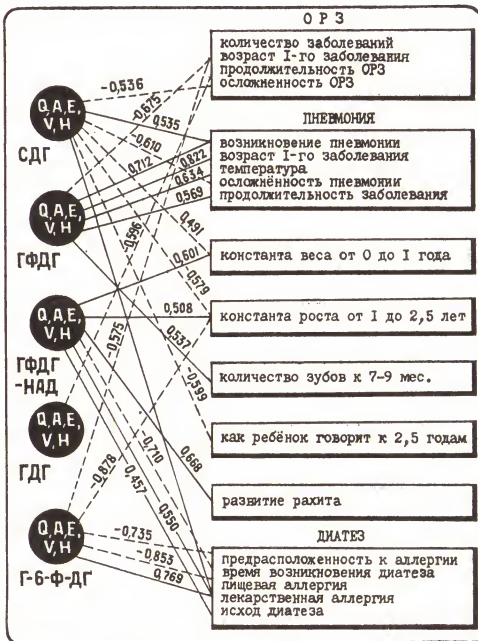 О Р З
количество заболеваний
возраст I-го заболевания
продолжительность ОРЗ
осложненность ОРЗ
ПНЕВМОНИЯ
возникновение пневмонии
возраст I-го заболевания
температура
осложнённость пневмонии
продолжительность заболевания
константа веса от 0 до I года
константа роста от I до 2,5 лет
количество зубов к 7-9 мес.
как ребёнок говорит к 2,5 годам
развитие рахита
ДИАТЕЗ
предрасположенность к аллергии
время возникновения диатеза
пищевая аллергия
лекарственная аллергия
исход диатеза
Q, A, E,
V, H
СДГ
Q, A, E,
V, H
ГФДГ
Q, A, E,
V, H
ГФДГ
-НАД
Q, A, E,
V, H
ГДГ
Q, A, E,
V, H
Г-6-Ф-ДГ
-0,536
-0,675
0,535
-0,610
0,712
0,822
0,634
0,569
0,596
0,491
0,601
0,579
0,508
0,537
-0,575
-0,599
0,668
0,710
-0,878
0,457
0,550
-0,735
-0,853
0,769